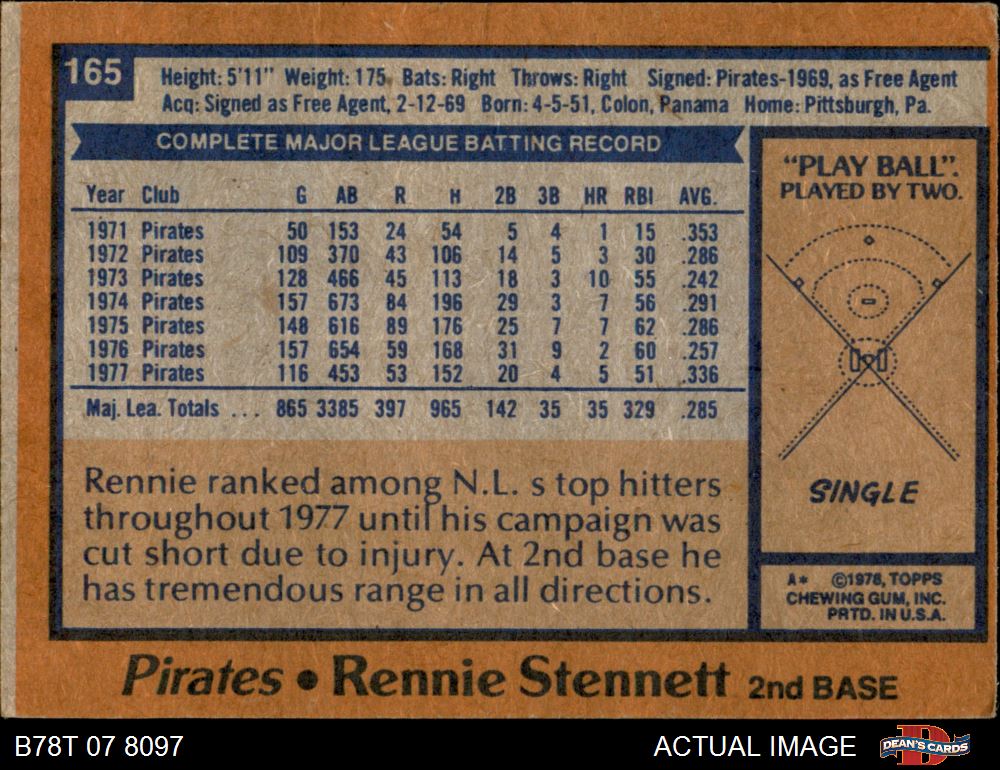 165
Height: 5'11" Weight: 175 Bats: Right Throws: Right Signed: Pirates-1969, as Free Agent
Acq: Signed as Free Agent, 2-12-69 Born: 4-5-51, Colon, Panama Home: Pittsburgh, Pa.
COMPLETE MAJOR LEAGUE BATTING RECORD
Year Club G AB R H 2B 3B HR RBI AVG.
1971 Pirates 50 153 24 54 5 4 1 15 .353
1972 Pirates 109 370 43 106 14 5 3 30 .286
1973 Pirates 128 466 45 113 18 3 10 55 .242
1974 Pirates 157 673 84 196 29 3 7 56 .291
1975 Pirates 148 616 89 176 25 7 7 62 .286
1976 Pirates 157 654 59 168 31 9 2 60 .257
1977 Pirates 116 453 53 152 20 4 5 51 .336
Maj. Lea. Totals ... 865 3385 397 965 142 35 35 329 .285
Rennie ranked among N.L. s top hitters
throughout 1977 until his campaign was
cut short due to injury. At 2nd base he
has tremendous range in all directions.
"PLAY BALL".
PLAYED BY TWO.
SINGLE
A* ©1978, TOPPS
CHEWING GUM, INC.
PRTD. IN U.S.A.
Pirates • Rennie Stennett 2nd BASE
B78T 07 8097
ACTUAL IMAGE
D
DEAN'S CARDS